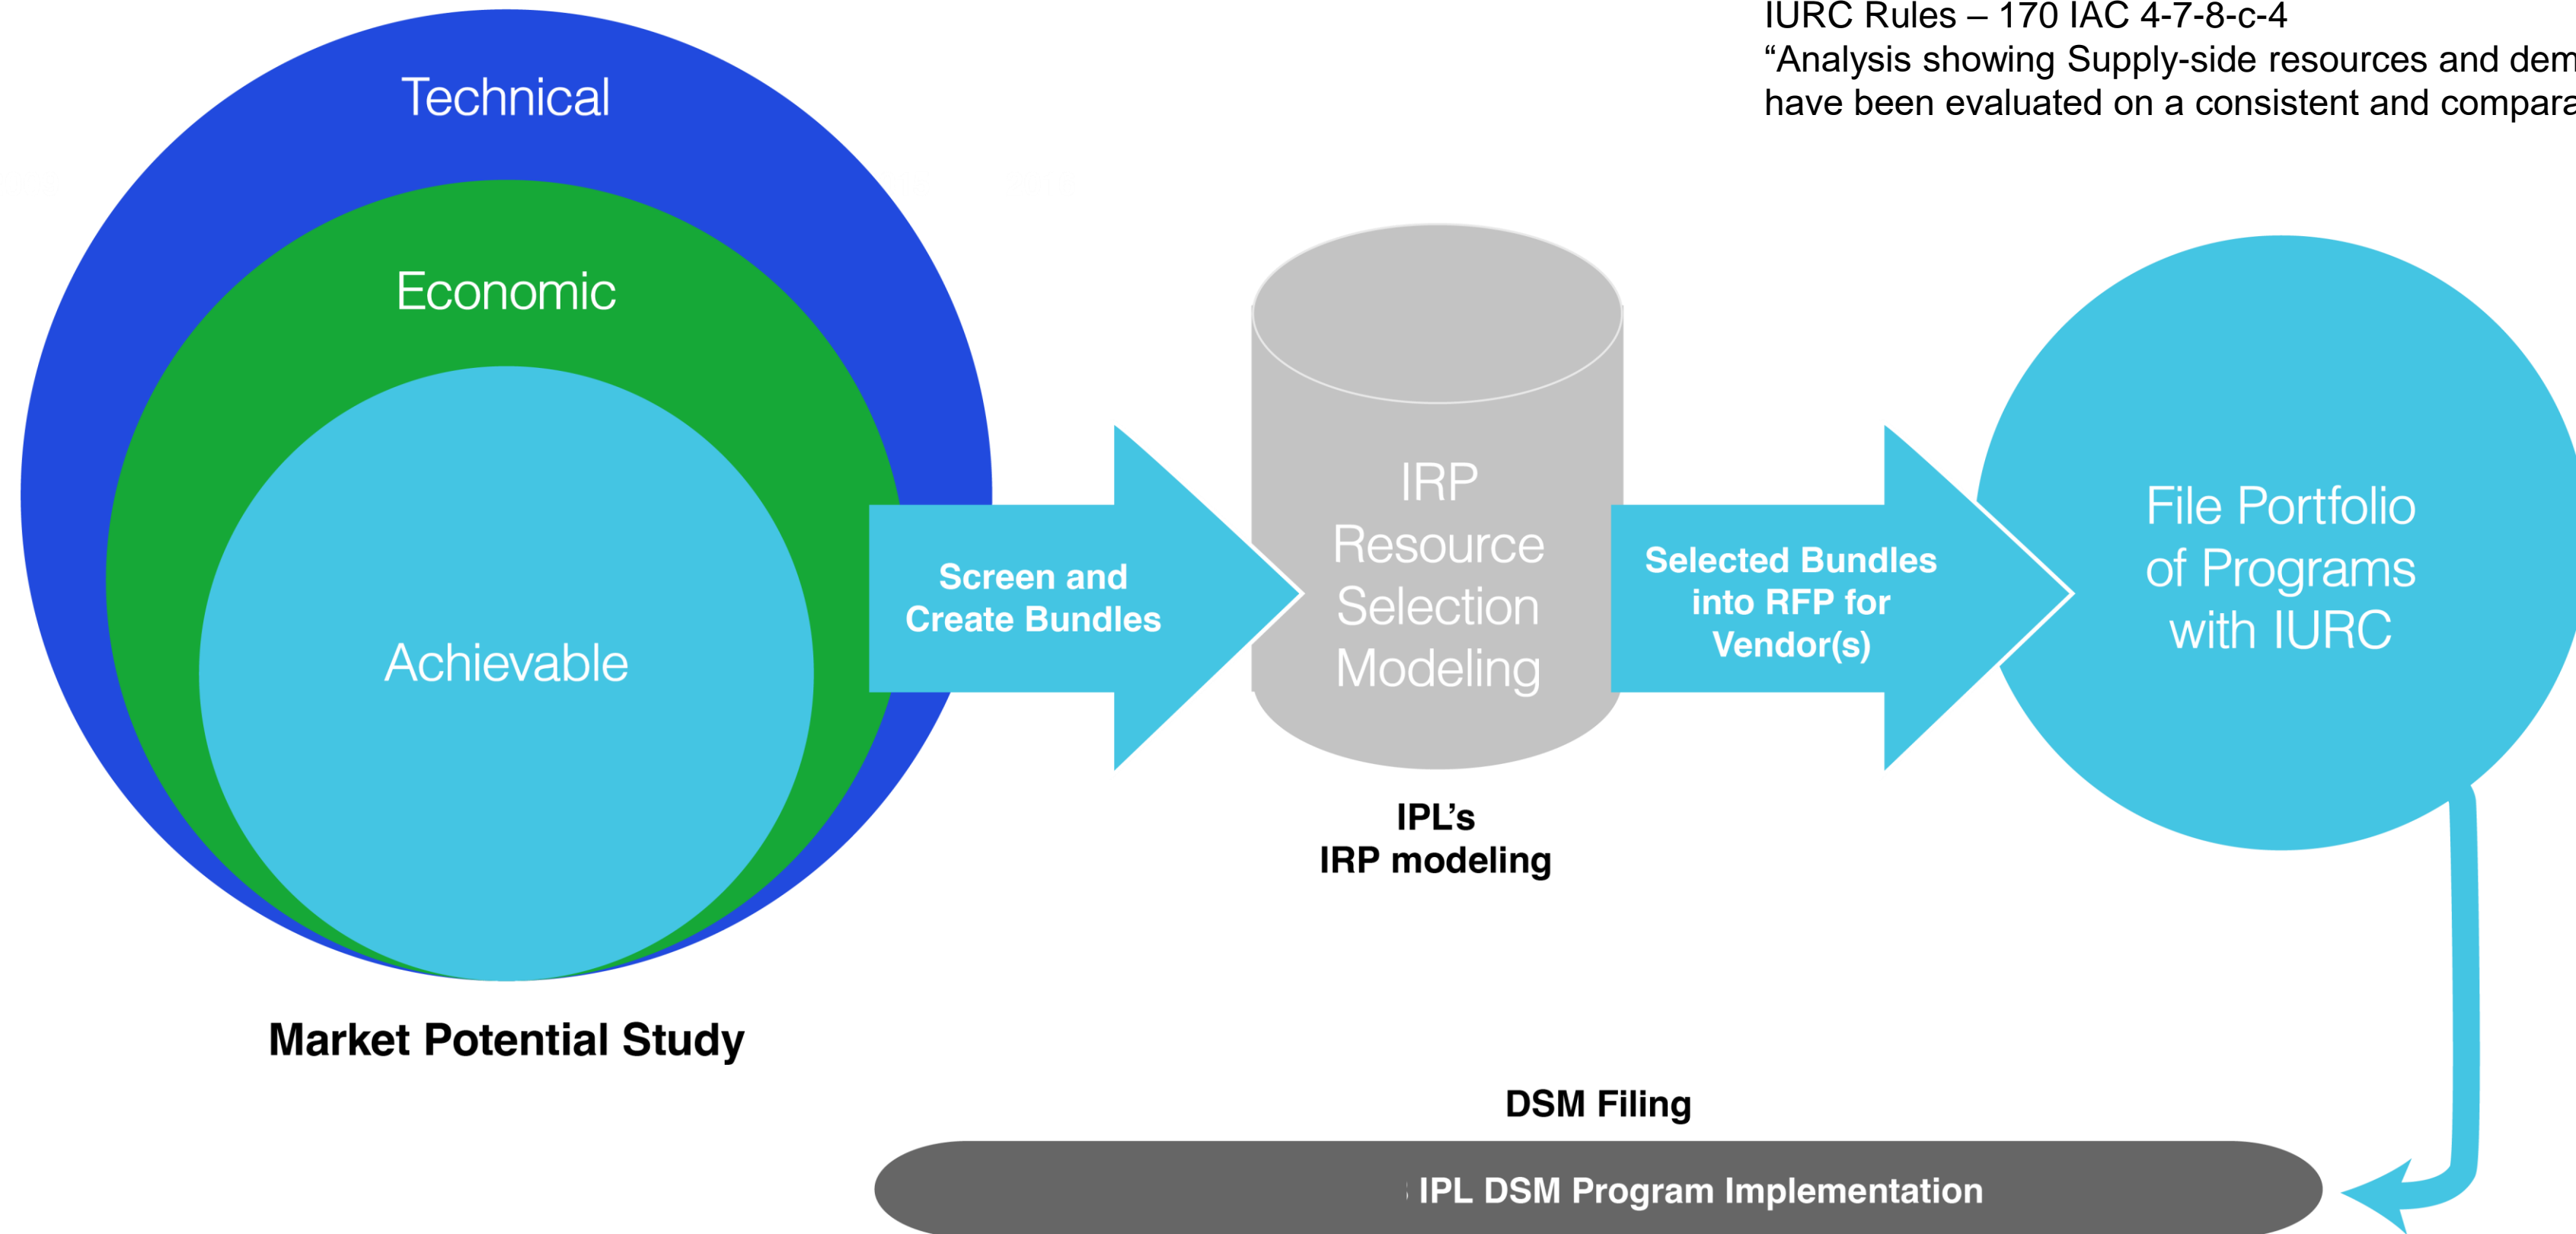 IURC Rules – 170 IAC 4-7-8-c-4
“Analysis showing Supply-side resources and dem
have been evaluated on a consistent and compara
Technical
Economic
Achievable
Market Potential Study
Screen and
Create Bundles
IRP
Resource
Selection
Modeling
IPL’s
IRP modeling
Selected Bundles
into RFP for
Vendor(s)
File Portfolio
of Programs
with IURC
DSM Filing
IPL DSM Program Implementation